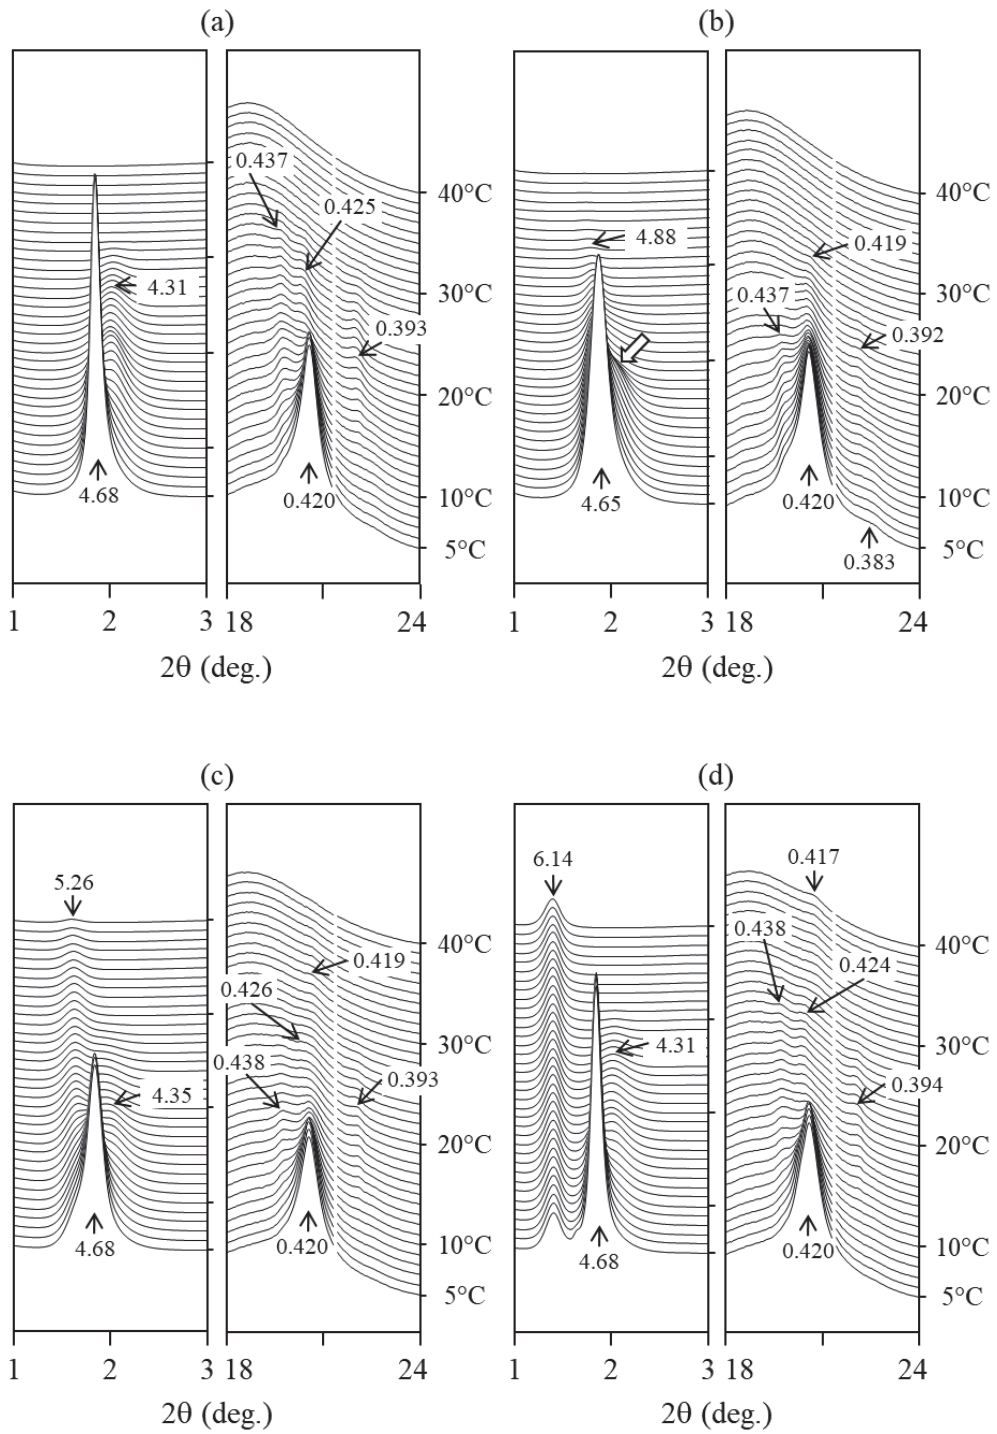 (a)
0.437
0.425
4.31
0.393
4.68
0.420
40°C
30°C
20°C
10°C
5°C
1 2 3 18 24
2θ (deg.)
(b)
4.88
0.419
0.437
0.392
4.65
0.420
0.383
40°C
30°C
20°C
10°C
5°C
1 2 3 18 24
2θ (deg.)
(c)
5.26
0.419
0.426
0.438
0.393
4.35
4.68
0.420
40°C
30°C
20°C
10°C
5°C
1 2 3 18 24
2θ (deg.)
(d)
6.14
0.417
0.438
0.424
4.31
0.394
4.68
0.420
40°C
30°C
20°C
10°C
5°C
1 2 3 18 24
2θ (deg.)